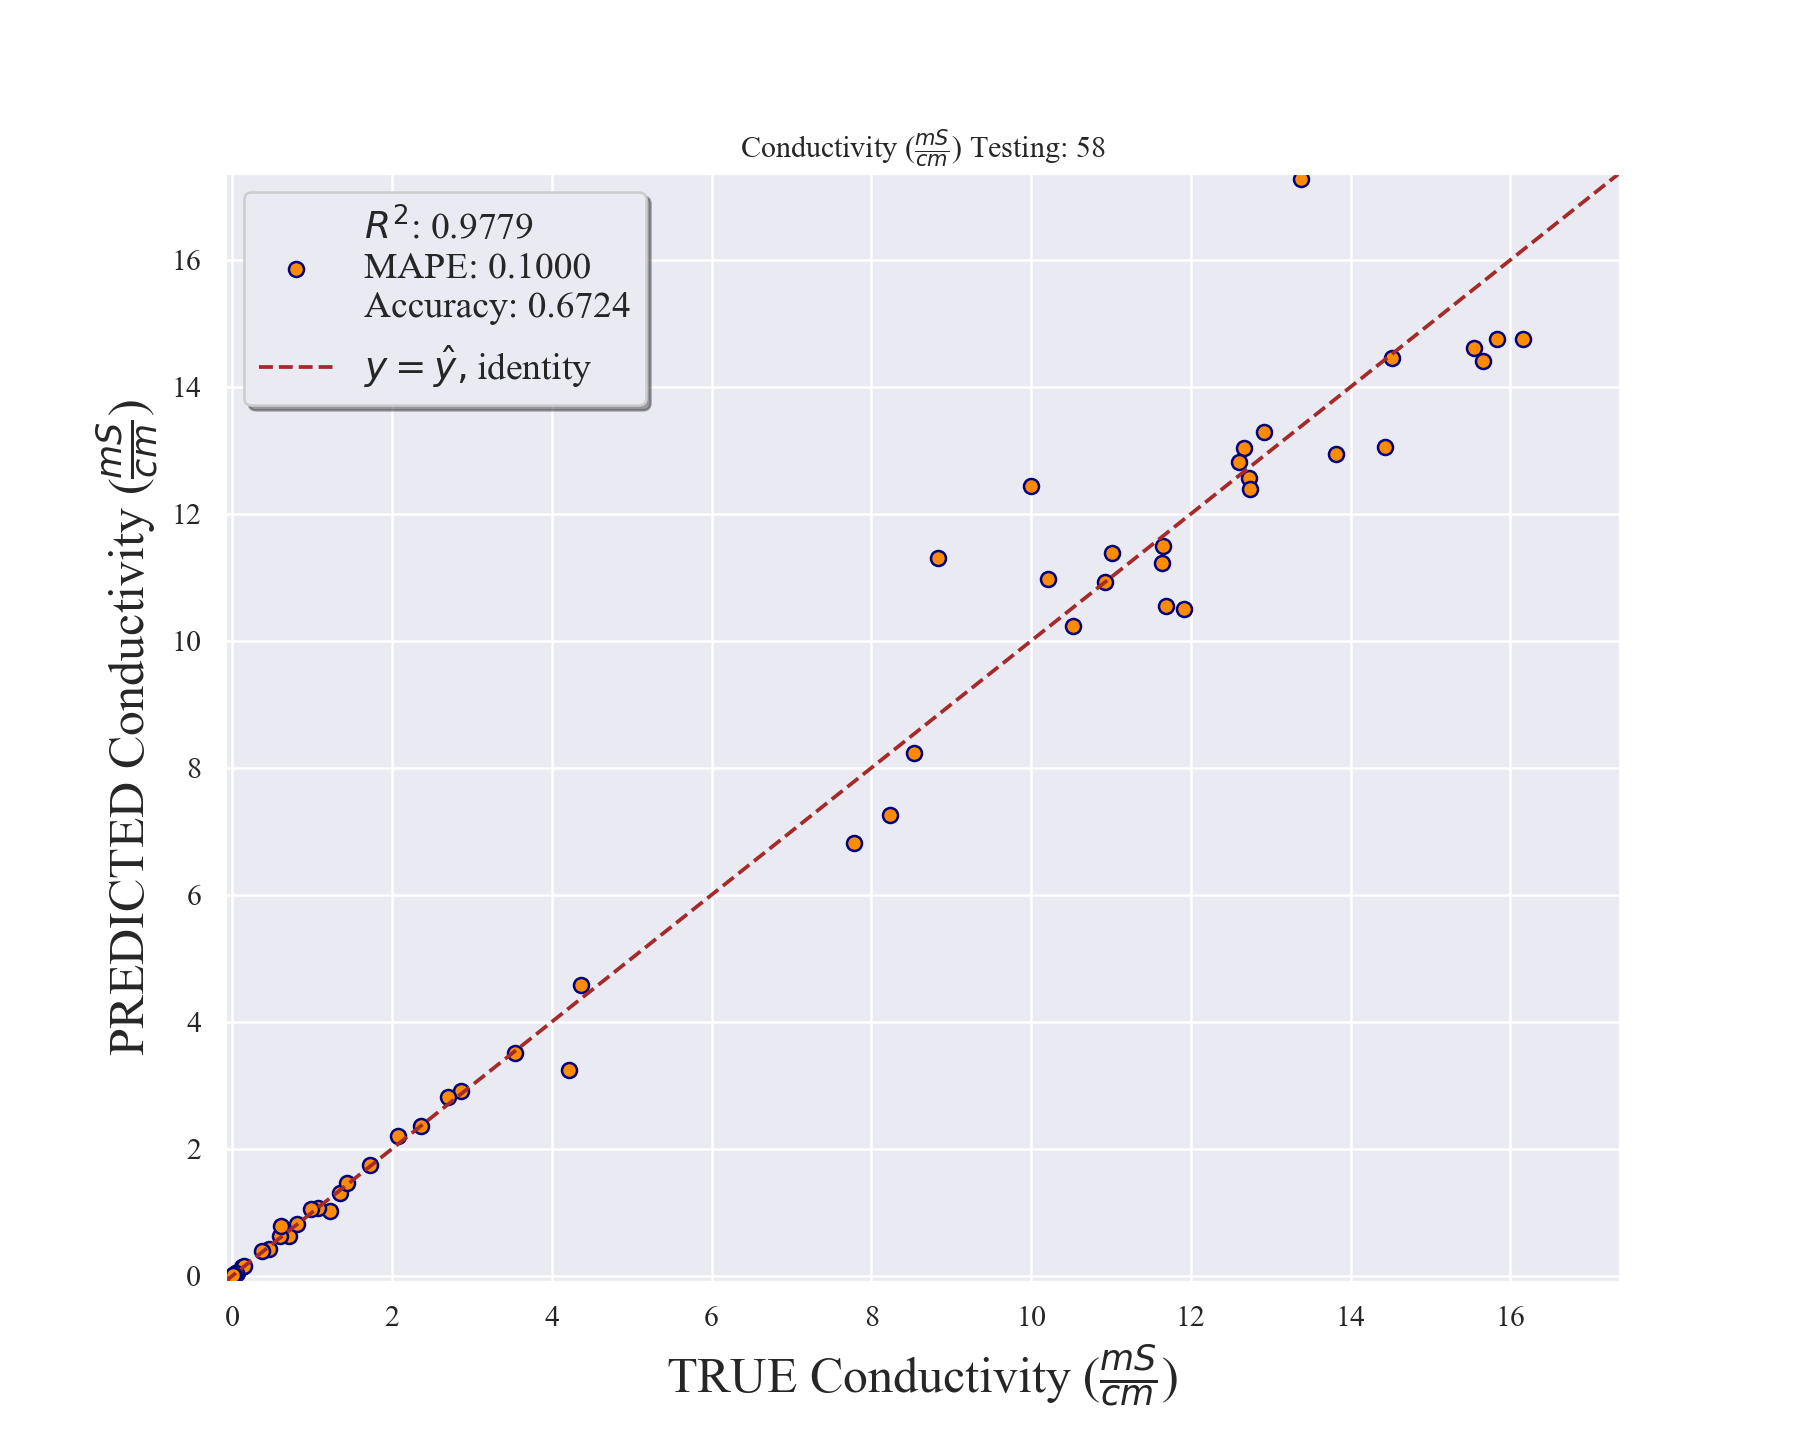 Conductivity (mS/cm) Testing: 58
R²: 0.9779
MAPE: 0.1000
Accuracy: 0.6724
y = ŷ, identity
PREDICTED Conductivity (mS/cm)
16
14
12
10
8
6
4
2
0
0 2 4 6 8 10 12 14 16
TRUE Conductivity (mS/cm)